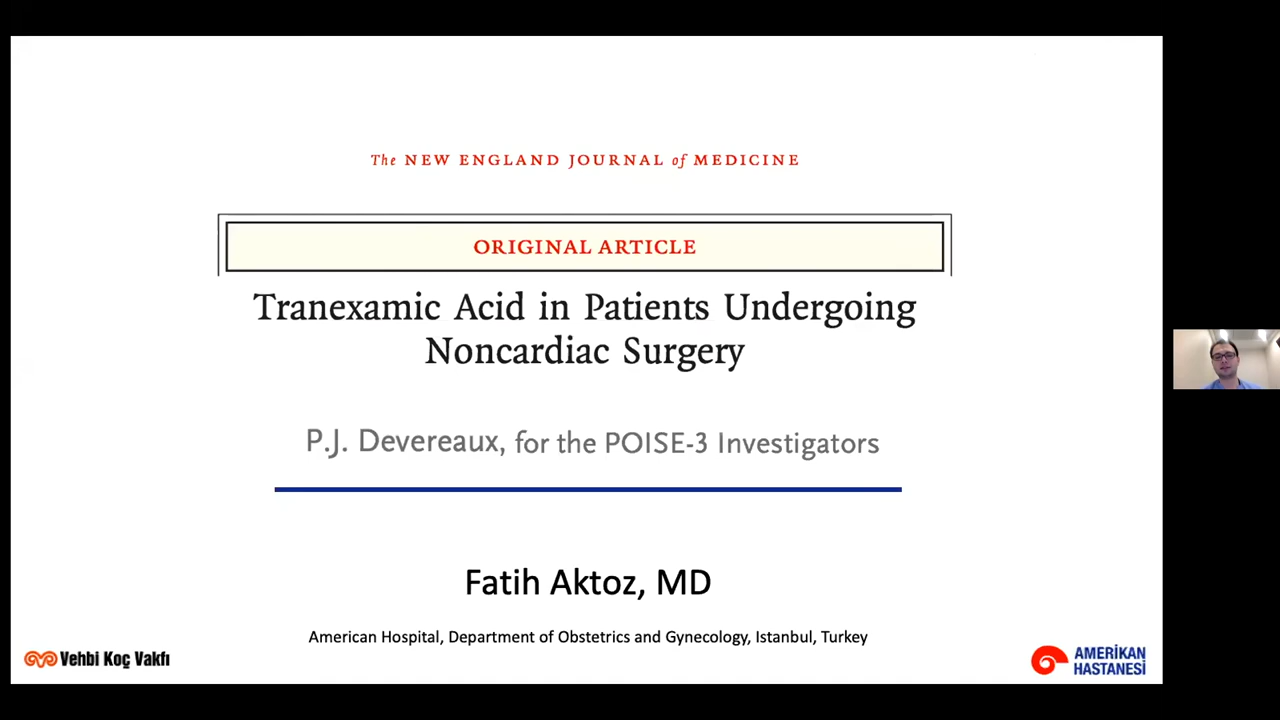 The NEW ENGLAND JOURNAL of MEDICINE
ORIGINAL ARTICLE
Tranexamic Acid in Patients Undergoing
Noncardiac Surgery
P.J. Devereaux, for the POISE-3 Investigators
Fatih Aktoz, MD
American Hospital, Department of Obstetrics and Gynecology, Istanbul, Turkey
Vehbi Koç Vakfı
AMERİKAN
HASTANESİ